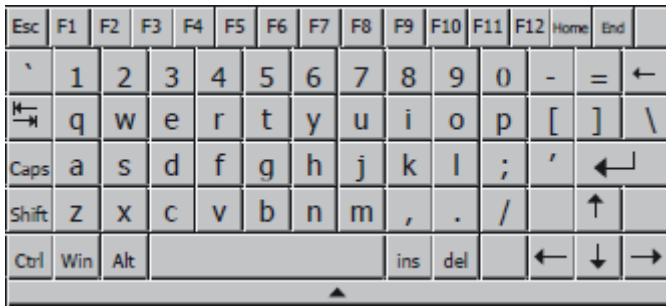 Esc F1 F2 F3 F4 F5 F6 F7 F8 F9 F10 F11 F12 Home End
` 1 2 3 4 5 6 7 8 9 0 - = ←
q w e r t y u i o p [ ] \
Caps a s d f g h j k l ; ′
Shift z x c v b n m , . / ↑
Ctrl Win Alt ins del ← ↓ →